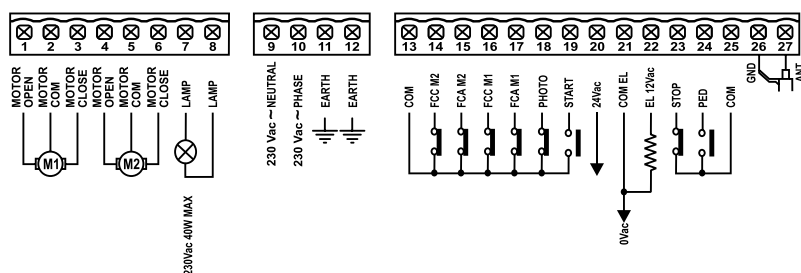 1 2 3 4 5 6 7 8
9 10 11 12
13 14 15 16 17 18 19 20 21 22 23 24 25 26 27
MOTOR OPEN
MOTOR COM
MOTOR CLOSE
MOTOR OPEN
MOTOR COM
MOTOR CLOSE
LAMP
LAMP
M1
M2
230Vac 40W MAX
230 Vac ~ NEUTRAL
230 Vac ~ PHASE
EARTH
EARTH
COM
FCC M2
FCA M2
FCC M1
FCA M1
PHOTO
START
24Vac
COM EL
EL 12Vac
STOP
PED
COM
GND
ANT
0Vac